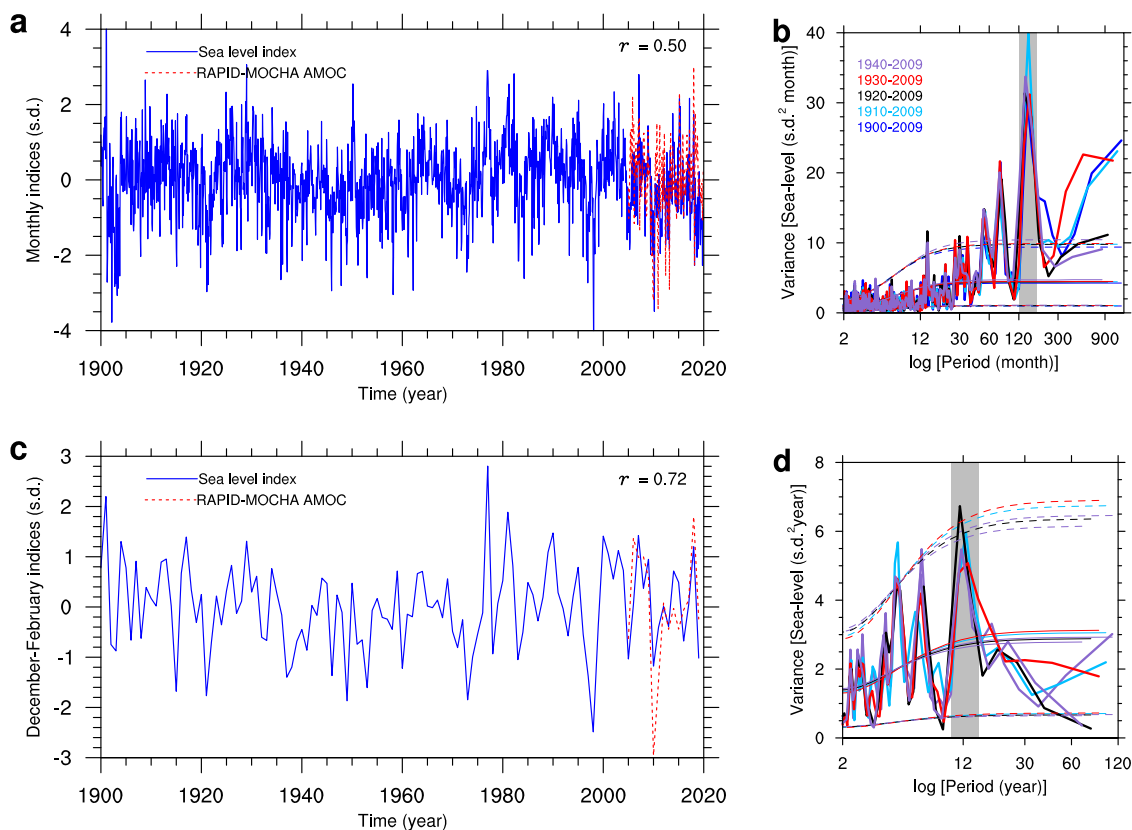 a
4
2
0
-2
-4
Monthly indices (s.d.)
Sea level index
RAPID-MOCHA AMOC
r = 0.50
1900 1920 1940 1960 1980 2000 2020
Time (year)
b
40
30
20
10
0
Variance [Sea-level (s.d.² month)]
1940-2009
1930-2009
1920-2009
1910-2009
1900-2009
2 12 30 60 120 300 900
log [Period (month)]
c
3
2
1
0
-1
-2
-3
December-February indices (s.d.)
Sea level index
RAPID-MOCHA AMOC
r = 0.72
1900 1920 1940 1960 1980 2000 2020
Time (year)
d
8
6
4
2
0
Variance [Sea-level (s.d.² year)]
2 12 30 60 120
log [Period (year)]